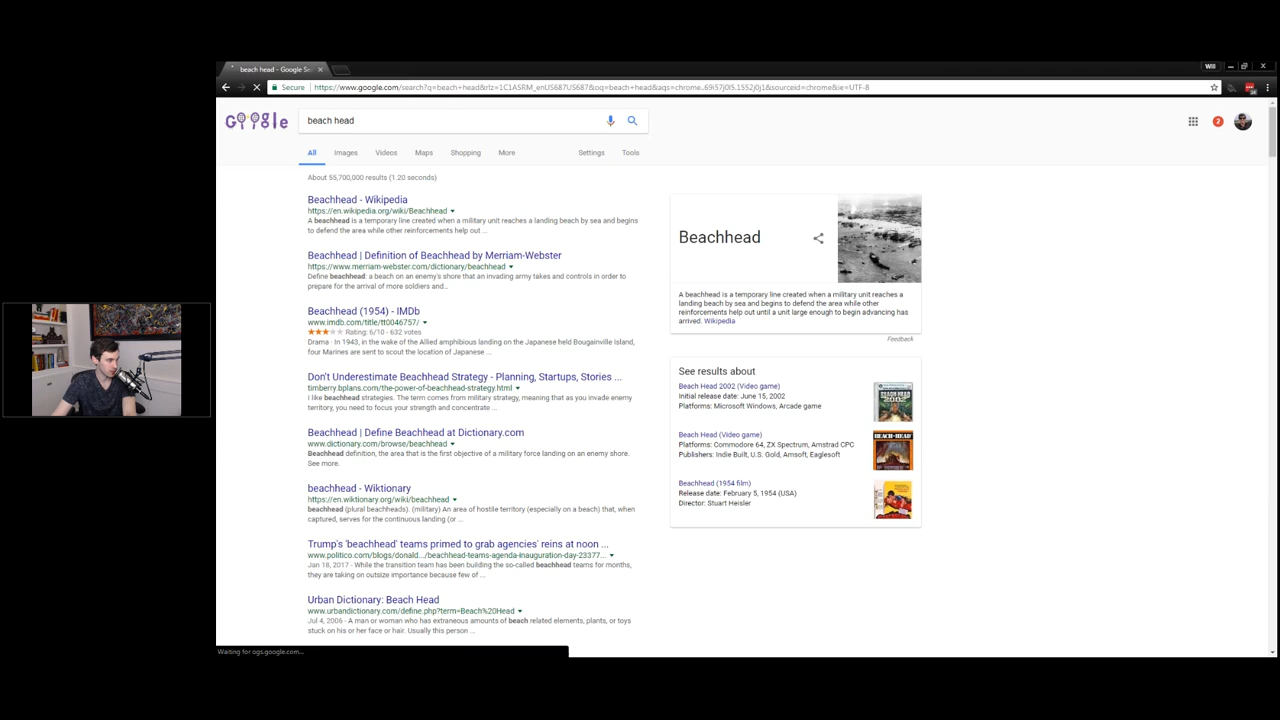 beach head - Google Se
Will
Secure https://www.google.com/search?q=beach+head&rlz=1C1ASRM_enUS687US687&oq=beach+head&aqs=chrome..69i57j0l5.1552j0j1&sourceid=chrome&ie=UTF-8
Google
beach head
2
All Images Videos Maps Shopping More Settings Tools
About 55,700,000 results (1.20 seconds)
Beachhead - Wikipedia
https://en.wikipedia.org/wiki/Beachhead
A beachhead is a temporary line created when a military unit reaches a landing beach by sea and begins
to defend the area while other reinforcements help out ...
Beachhead | Definition of Beachhead by Merriam-Webster
https://www.merriam-webster.com/dictionary/beachhead
Define beachhead: a beach on an enemy's shore that an invading army takes and controls in order to
prepare for the arrival of more soldiers and...
Beachhead (1954) - IMDb
www.imdb.com/title/tt0046757/
Rating: 6/10 - 632 votes
Drama · In 1943, in the wake of the Allied amphibious landing on the Japanese held Bougainville Island,
four Marines are sent to scout the location of Japanese ...
Don't Underestimate Beachhead Strategy - Planning, Startups, Stories ...
timberry.bplans.com/the-power-of-beachhead-strategy.html
I like beachhead strategies. The term comes from military strategy, meaning that as you invade enemy
territory, you need to focus your strength and concentrate ...
Beachhead | Define Beachhead at Dictionary.com
www.dictionary.com/browse/beachhead
Beachhead definition, the area that is the first objective of a military force landing on an enemy shore.
See more.
beachhead - Wiktionary
https://en.wiktionary.org/wiki/beachhead
beachhead (plural beachheads). (military) An area of hostile territory (especially on a beach) that, when
captured, serves for the continuous landing (or ...
Trump's 'beachhead' teams primed to grab agencies' reins at noon ...
www.politico.com/blogs/donald.../beachhead-teams-agenda-inauguration-day-23377...
Jan 18, 2017 - While the transition team has been building the so-called beachhead teams for months,
they are taking on outsize importance because few of ...
Urban Dictionary: Beach Head
www.urbandictionary.com/define.php?term=Beach%20Head
Jul 4, 2006 - A man or woman who has extraneous amounts of beach related elements, plants, or toys
stuck on his or her face or hair. Usually this person ...
Waiting for ogs.google.com...
Beachhead
A beachhead is a temporary line created when a military unit reaches a
landing beach by sea and begins to defend the area while other
reinforcements help out until a unit large enough to begin advancing has
arrived. Wikipedia
Feedback
See results about
Beach Head 2002 (Video game)
Initial release date: June 15, 2002
Platforms: Microsoft Windows, Arcade game
Beach Head (Video game)
Platforms: Commodore 64, ZX Spectrum, Amstrad CPC
Publishers: Indie Built, U.S. Gold, Amsoft, Eaglesoft
BEACH-HEAD
Beachhead (1954 film)
Release date: February 5, 1954 (USA)
Director: Stuart Heisler